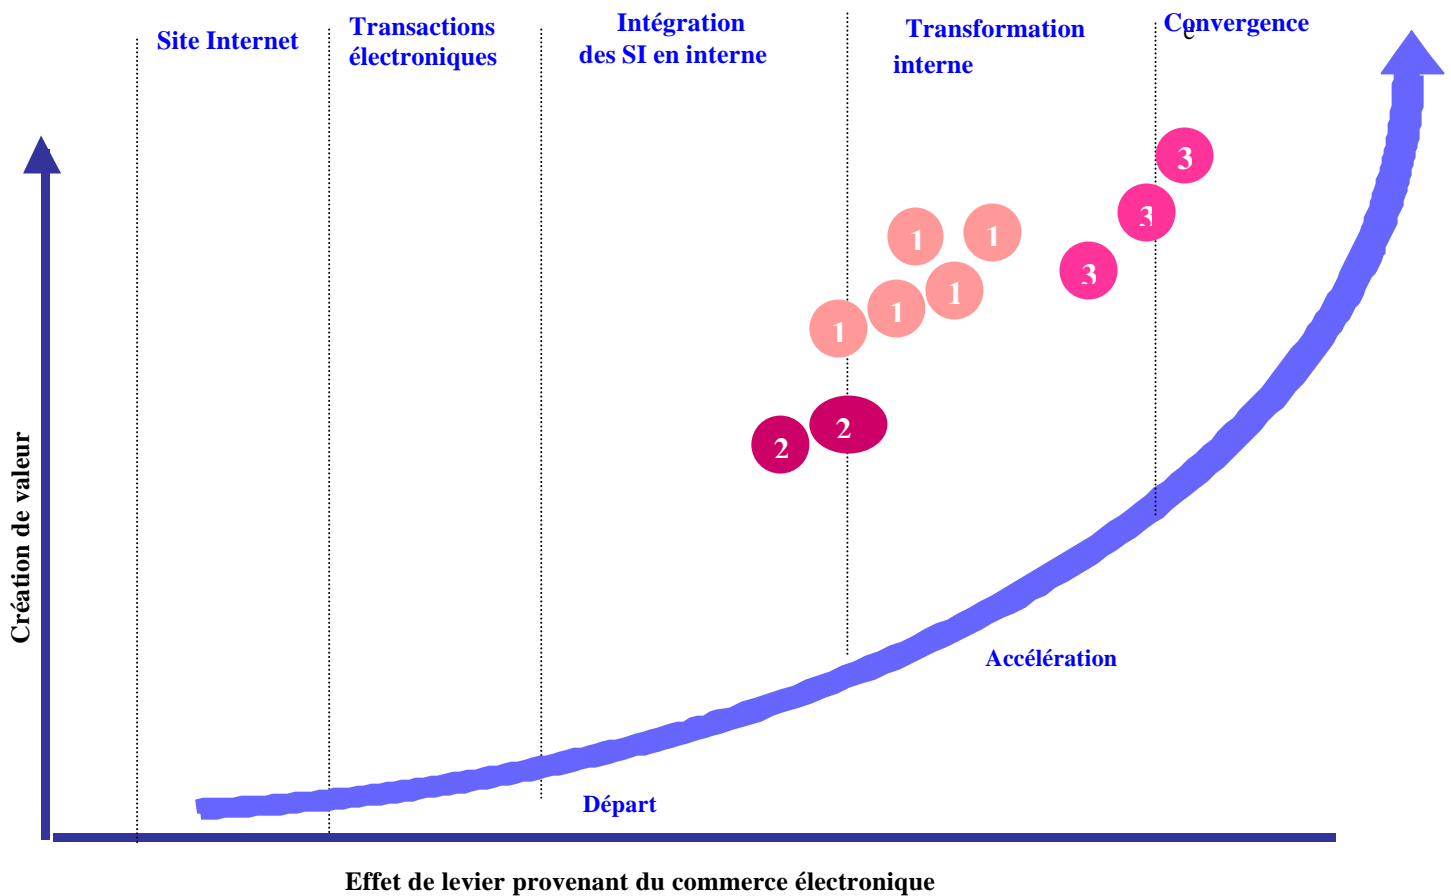 Site Internet
Transactions
électroniques
Intégration
des SI en interne
Transformation
interne
Convergence
e
3
3
3
1
1
1
1
1
2
2
Création de valeur
Accélération
Départ
Effet de levier provenant du commerce électronique